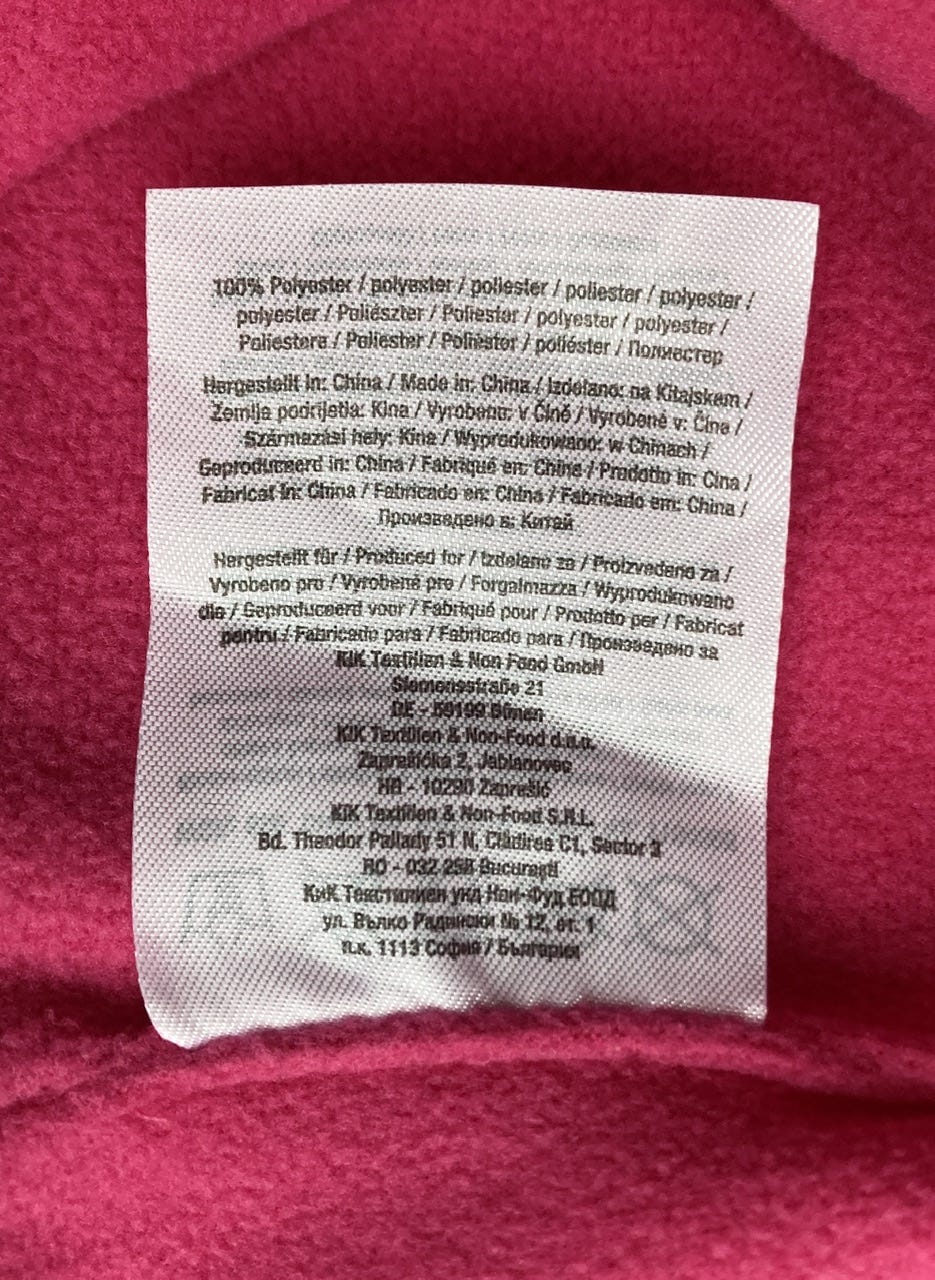 100% Polyester / polyester / poliester / poliester / polyester /
polyester / Poliészter / Poliester / polyester / polyester /
Poliestere / Poliester / Poliéster / poliéster / Полиестер
Hergestellt in: China / Made in: China / Izdelano: na Kitajskem /
Zemlja podrijetla: Kina / Vyrobeno: v Číně / Vyrobené v: Čína /
Származási hely: Kína / Wyprodukowano: w Chinach /
Geproduceerd in: China / Fabriqué en: Chine / Prodotto in: Cina /
Fabricat în: China / Fabricado en: China / Fabricado em: China /
Произведено в: Китай
Hergestellt für / Produced for / Izdelano za / Proizvedeno za /
Vyrobeno pro / Vyrobené pro / Forgalmazza / Wyprodukowano
dla / Geproduceerd voor / Fabriqué pour / Prodotto per / Fabricat
pentru / Fabricado para / Fabricado para / Произведено за
KiK Textilien & Non Food GmbH
Siemensstraße 21
DE - 59199 Bönen
KiK Textilien & Non-Food d.o.o.
Zaprešićka 2, Jablanovec
HR - 10290 Zaprešić
KiK Textilien & Non-Food S.R.L.
Bd. Theodor Pallady 51 N, Clădirea C1, Sector 3
RO - 032 258 Bucureşti
КиК Текстилиен унд Нон-Фуд ЕООД
ул. Вълко Радински № 12, ет. 1
п.к. 1113 София / България